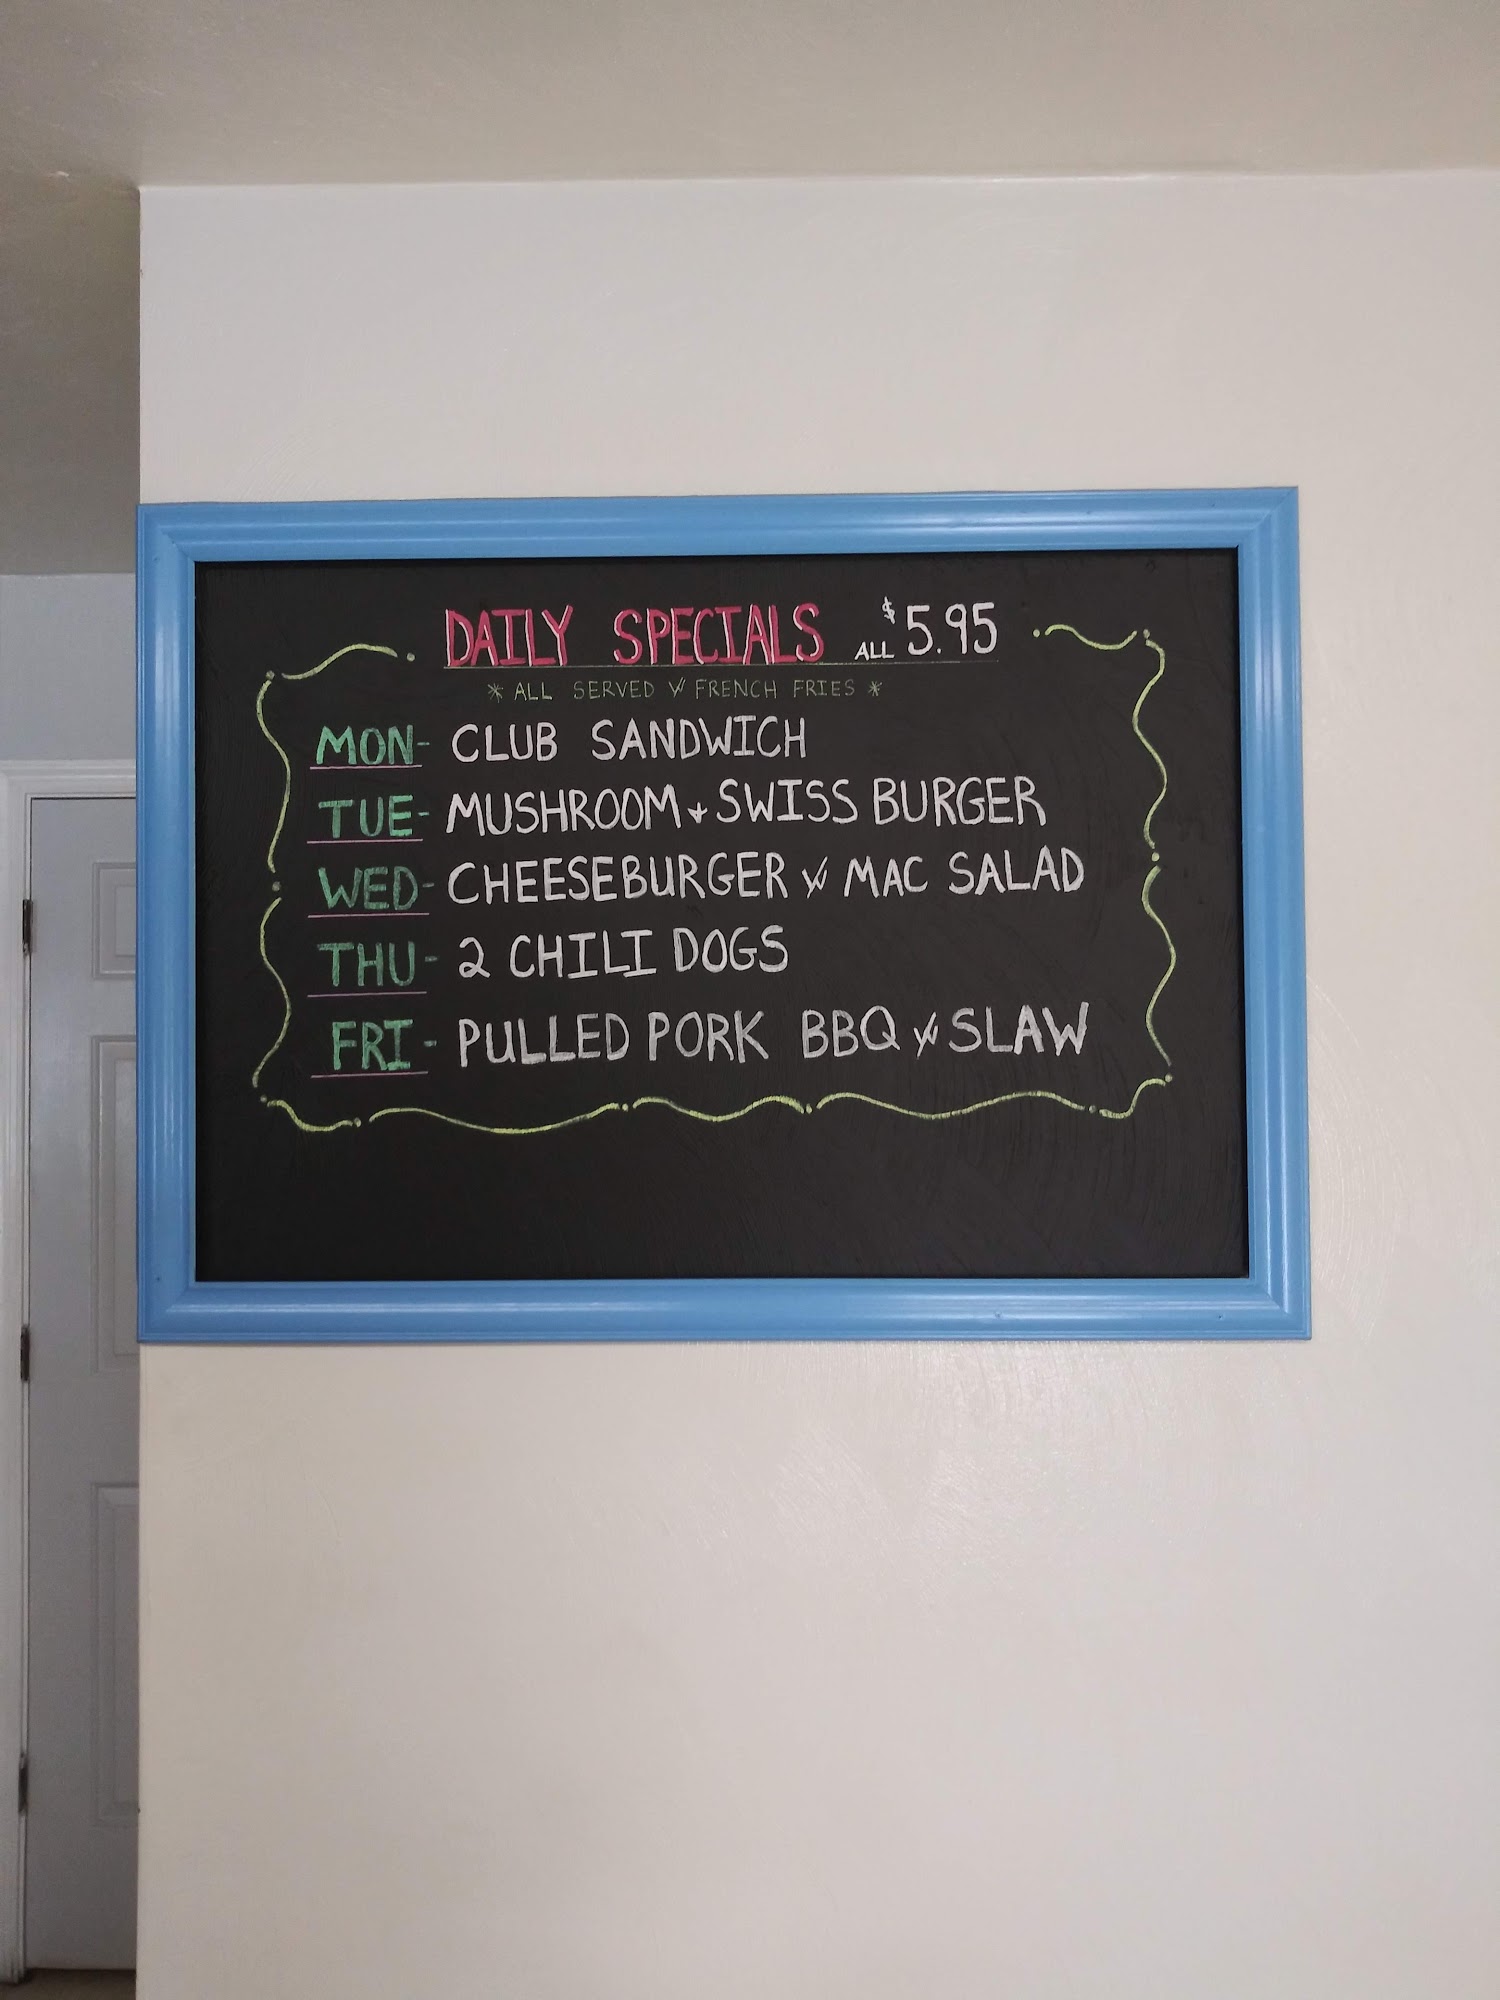 DAILY SPECIALS ALL $5.95
* ALL SERVED W/ FRENCH FRIES *
MON- CLUB SANDWICH
TUE- MUSHROOM + SWISS BURGER
WED- CHEESEBURGER W/ MAC SALAD
THU- 2 CHILI DOGS
FRI- PULLED PORK BBQ W/ SLAW